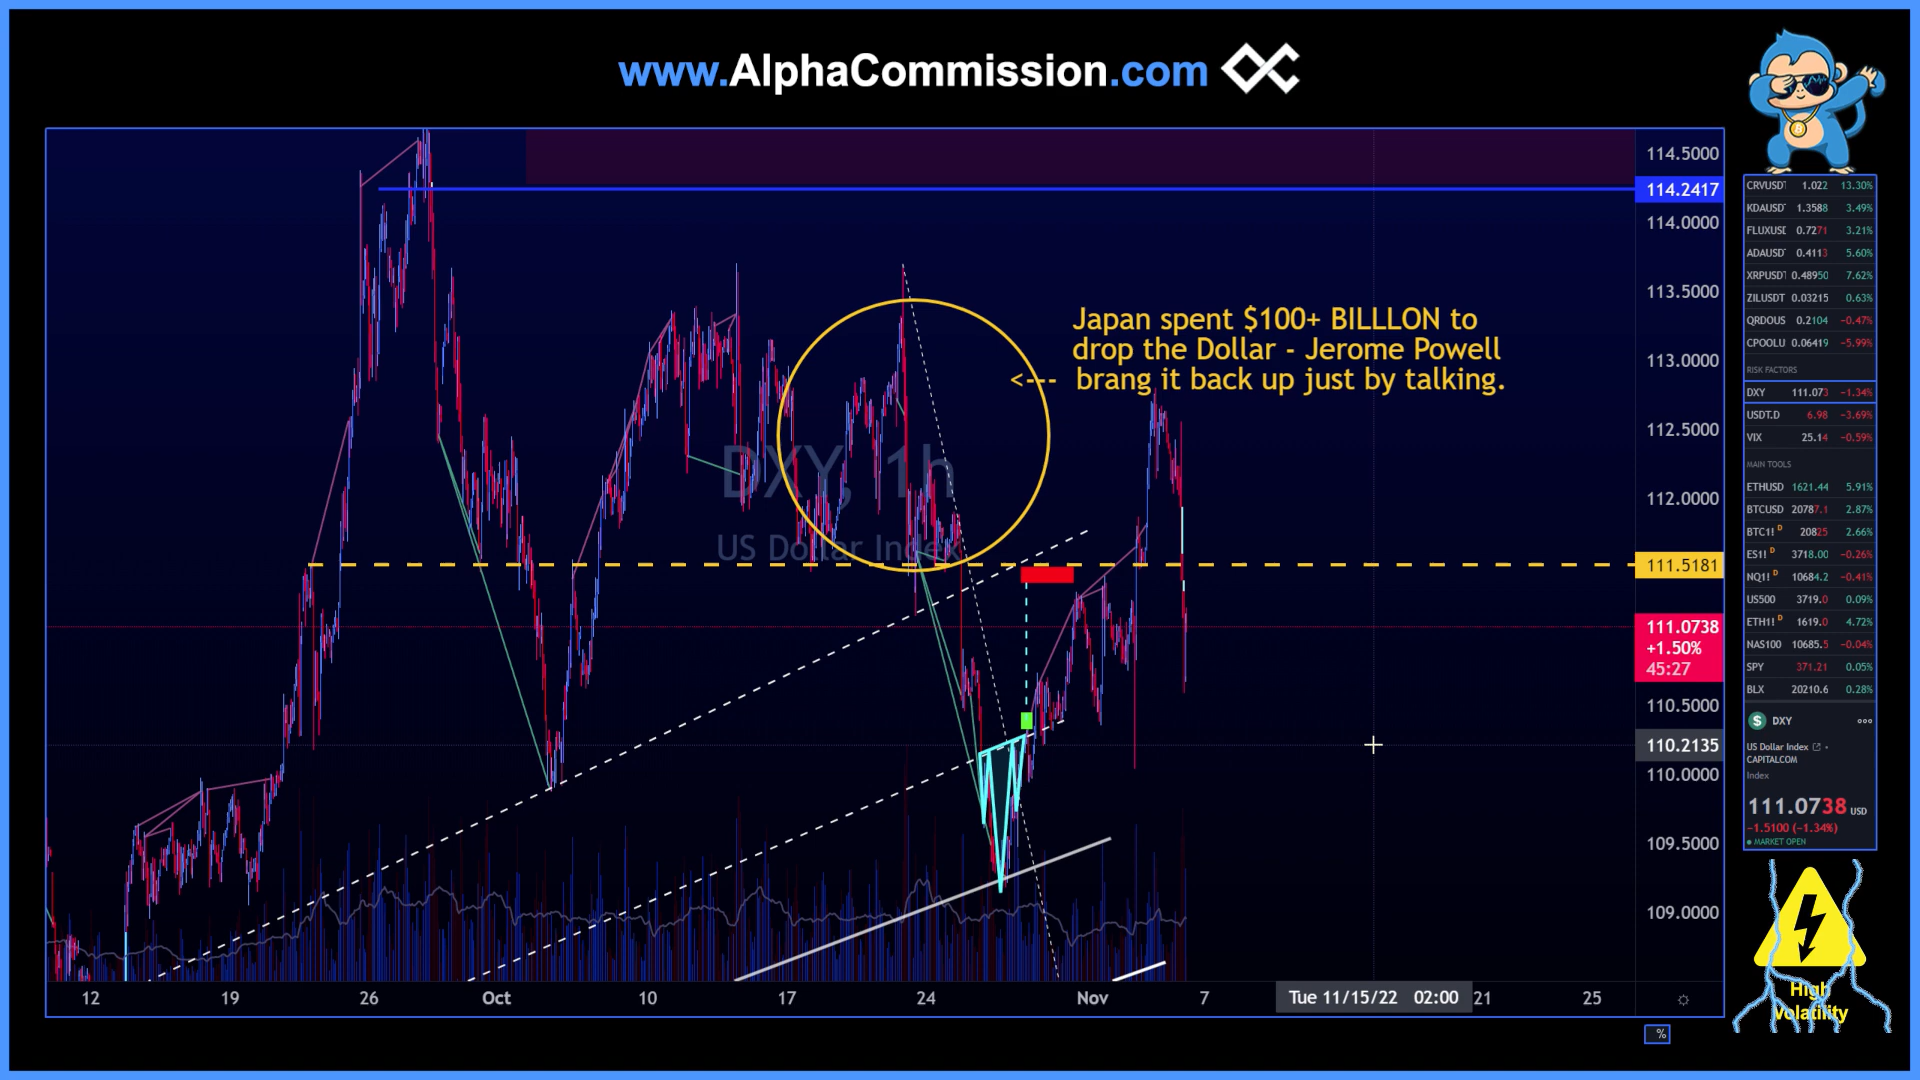 www.AlphaCommission.com
114.5000
114.2417
114.0000
113.5000
113.0000
112.5000
112.0000
111.5181
111.0738
+1.50%
45:27
110.5000
110.2135
110.0000
109.5000
109.0000
Japan spent $100+ BILLLON to
drop the Dollar - Jerome Powell
<--- brang it back up just by talking.
DXY, 1h
US Dollar Index
12 19 26 Oct 10 17 24 Nov 7 Tue 11/15/22 02:00 21 25
%
CRVUSDT 1.022 13.30%
KDAUSD 1.3588 3.49%
FLUXUSD 0.7271 3.21%
ADAUSD 0.4113 5.60%
XRPUSDT 0.48950 7.62%
ZILUSDT 0.03215 0.63%
QRDOUS 0.2104 −0.47%
CPOOLU 0.06419 −5.99%
RISK FACTORS
DXY 111.073 −1.34%
USDT.D 6.98 −3.69%
VIX 25.14 −0.59%
MAIN TOOLS
ETHUSD 1621.44 5.91%
BTCUSD 20787.1 2.87%
BTC1! D 20825 2.66%
ES1! D 3718.00 −0.26%
NQ1! D 10684.2 −0.41%
US500 3719.0 0.09%
ETH1! D 1619.0 4.72%
NAS100 10685.5 −0.04%
SPY 371.21 0.05%
BLX 20210.6 0.28%
$ DXY
US Dollar Index
CAPITALCOM
Index
111.0738 USD
−1.5100 (−1.34%)
MARKET OPEN
High
Volatility